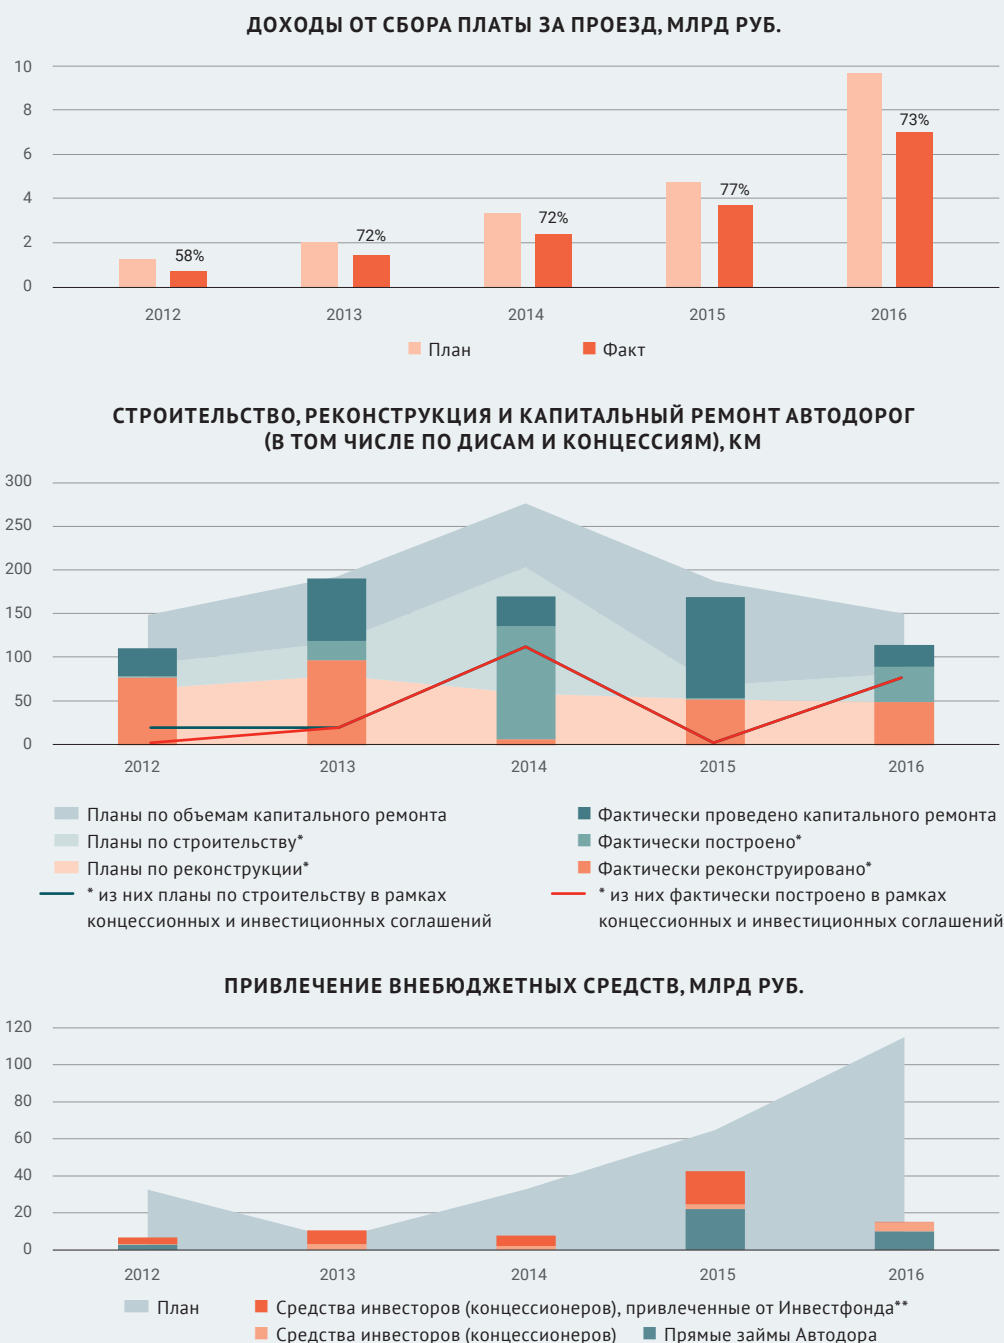 ДОХОДЫ ОТ СБОРА ПЛАТЫ ЗА ПРОЕЗД, МЛРД РУБ.
10
8
6
4
2
0
58%
72%
72%
77%
73%
2012
2013
2014
2015
2016
План
Факт
СТРОИТЕЛЬСТВО, РЕКОНСТРУКЦИЯ И КАПИТАЛЬНЫЙ РЕМОНТ АВТОДОРОГ
(В ТОМ ЧИСЛЕ ПО ДИСАМ И КОНЦЕССИЯМ), КМ
300
250
200
150
100
50
0
2012
2013
2014
2015
2016
Планы по объемам капитального ремонта
Планы по строительству*
Планы по реконструкции*
* из них планы по строительству в рамках
концессионных и инвестиционных соглашений
Фактически проведено капитального ремонта
Фактически построено*
Фактически реконструировано*
* из них фактически построено в рамках
концессионных и инвестиционных соглашений
ПРИВЛЕЧЕНИЕ ВНЕБЮДЖЕТНЫХ СРЕДСТВ, МЛРД РУБ.
120
100
80
60
40
20
0
2012
2013
2014
2015
2016
План
Средства инвесторов (концессионеров), привлеченные от Инвестфонда**
Средства инвесторов (концессионеров)
Прямые займы Автодора